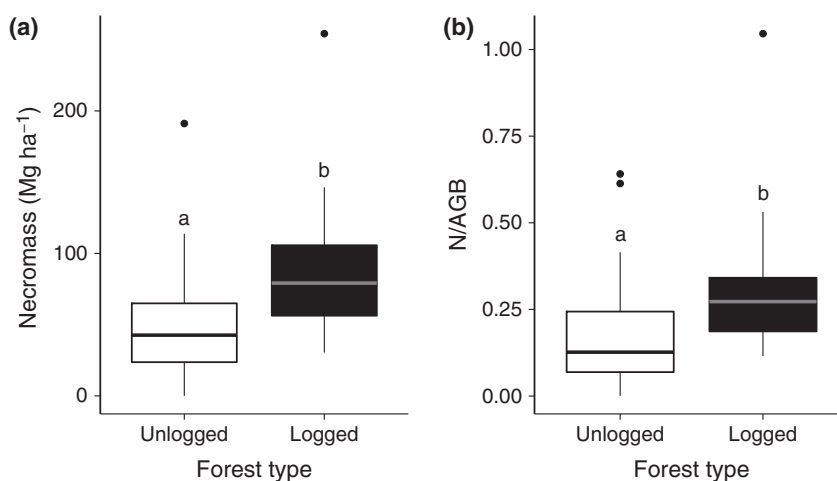 (a)
Necromass (Mg ha⁻¹)
200
100
0
a
b
Unlogged Logged
Forest type
(b)
N/AGB
1.00
0.75
0.50
0.25
0.00
a
b
Unlogged Logged
Forest type